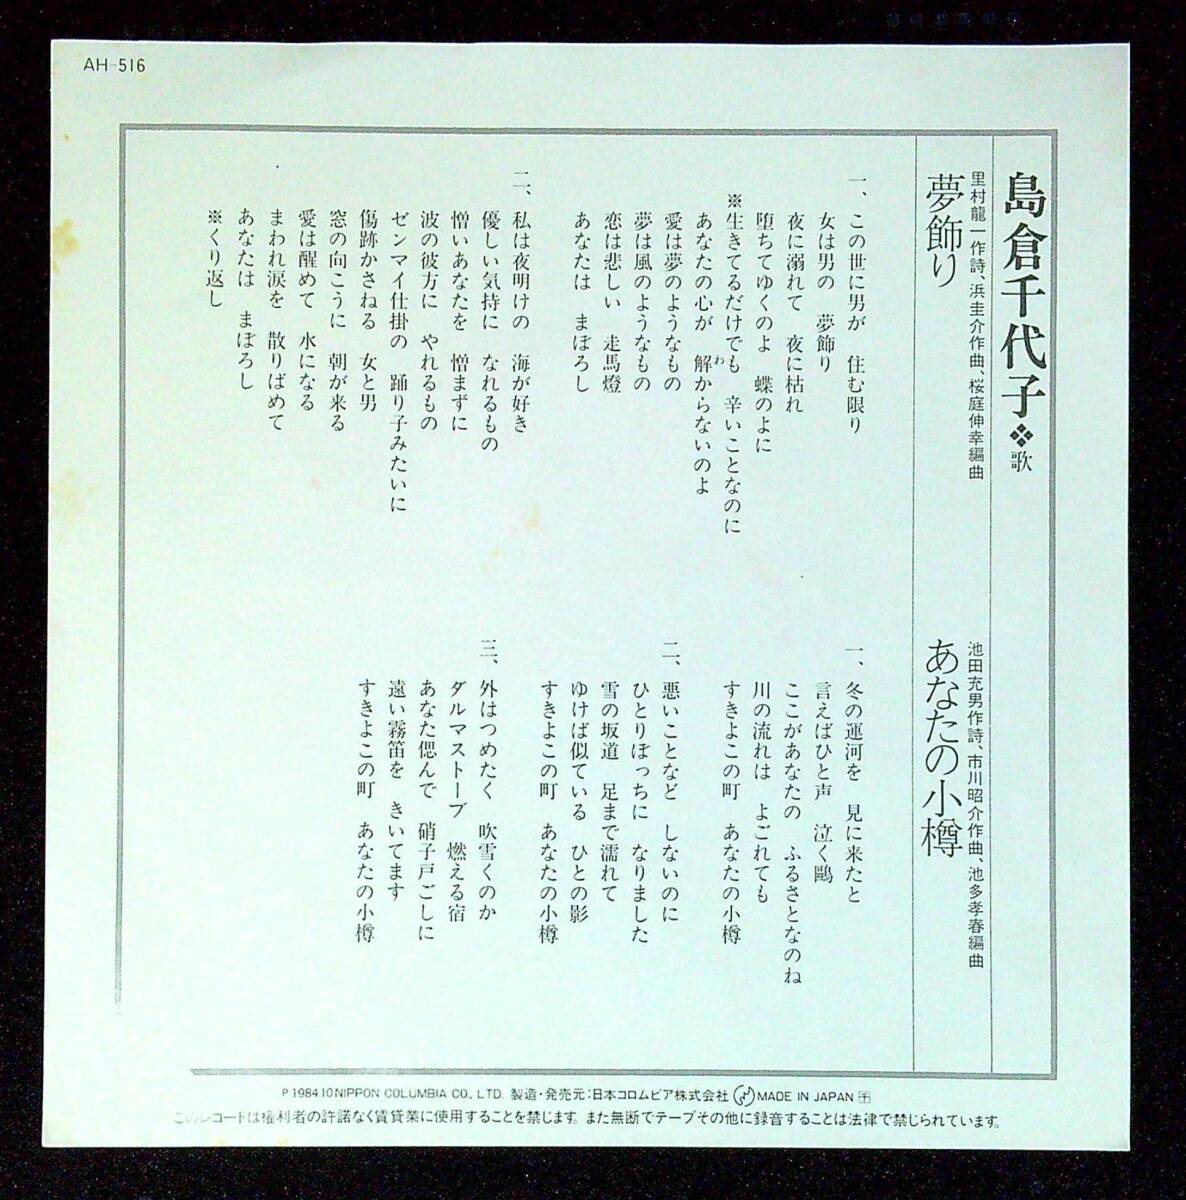 AH-516
島倉千代子❖歌
夢飾り
里村龍一作詩、浜圭介作曲、桜庭伸幸編曲
一、この世に男が 住む限り
女は男の 夢飾り
夜に溺れて 夜に枯れ
堕ちてゆくのよ 蝶のよに
※生きてるだけでも 辛いことなのに
あなたの心が 解からないのよ
わ
愛は夢のようなもの
夢は風のようなもの
恋は悲しい 走馬燈
あなたは まぼろし
二、私は夜明けの 海が好き
優しい気持に なれるもの
憎いあなたを 憎まずに
波の彼方に やれるもの
ゼンマイ仕掛の 踊り子みたいに
傷跡かさねる 女と男
窓の向こうに 朝が来る
愛は醒めて 水になる
まわれ涙を 散りばめて
あなたは まぼろし
※くり返し
あなたの小樽
池田充男作詩、市川昭介作曲、池多孝春編曲
一、冬の運河を 見に来たと
言えばひと声 泣く鷗
ここがあなたの ふるさとなのね
川の流れは よごれても
すきよこの町 あなたの小樽
二、悪いことなど しないのに
ひとりぼっちに なりました
雪の坂道 足まで濡れて
ゆけば似ている ひとの影
すきよこの町 あなたの小樽
三、外はつめたく 吹雪くのか
ダルマストーブ 燃える宿
あなた偲んで 硝子戸ごしに
遠い霧笛を きいてます
すきよこの町 あなたの小樽
℗1984.10 NIPPON COLUMBIA CO., LTD. 製造・発売元:日本コロムビア株式会社 MADE IN JAPAN
このレコードは権利者の許諾なく賃貸業に使用することを禁じます。また無断でテープその他に録音することは法律で禁じられています。